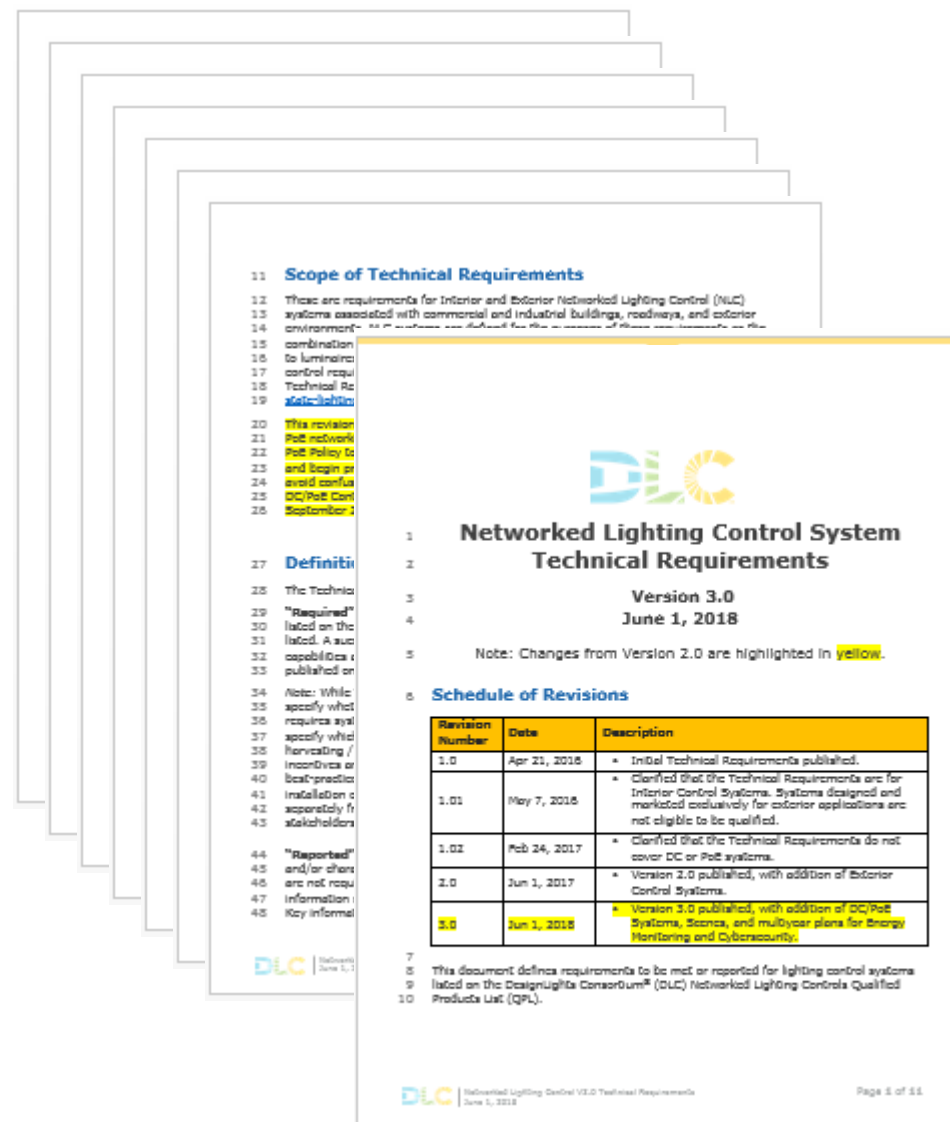 11 Scope of Technical Requirements
12 These are requirements for Interior and Exterior Networked Lighting Control (NLC)
13 systems associated with commercial and industrial buildings, roadways, and exterior
14 environments. NLC systems are defined for the purposes of these requirements as the
15 combination
16 to luminaire
17 control requi
18 Technical Re
19 state-lighting
20 This revision
21 PoE network
22 PoE Policy to
23 and begin pr
24 avoid confus
25 DC/PoE Cont
26 September
27 Definiti
28 The Technic
29 "Required"
30 listed on the
31 listed. A suc
32 capabilities
33 published on
34 Note: While
35 specify whet
36 requires syst
37 specify which
38 harvesting /
39 incentives or
40 best-practice
41 installation
42 separately fr
43 stakeholders
44 "Reported"
45 and/or chara
46 are not requ
47 information
48 Key informat
DLC
June 1,
DLC
1 Networked Lighting Control System
2 Technical Requirements
3 Version 3.0
4 June 1, 2018
5 Note: Changes from Version 2.0 are highlighted in yellow.
6 Schedule of Revisions
Revision Number Date Description
1.0 Apr 21, 2016 • Initial Technical Requirements published.
1.01 May 7, 2016 • Clarified that the Technical Requirements are for
Interior Control Systems. Systems designed and
marketed exclusively for exterior applications are
not eligible to be qualified.
1.02 Feb 24, 2017 • Clarified that the Technical Requirements do not
cover DC or PoE systems.
2.0 Jun 1, 2017 • Version 2.0 published, with addition of Exterior
Control Systems.
3.0 Jun 1, 2018 • Version 3.0 published, with addition of DC/PoE
Systems, Scenes, and multiyear plans for Energy
Monitoring and Cybersecurity.
7
8 This document defines requirements to be met or reported for lighting control systems
9 listed on the DesignLights Consortium® (DLC) Networked Lighting Controls Qualified
10 Products List (QPL).
DLC Networked Lighting Control V3.0 Technical Requirements
June 1, 2018
Page 1 of 11